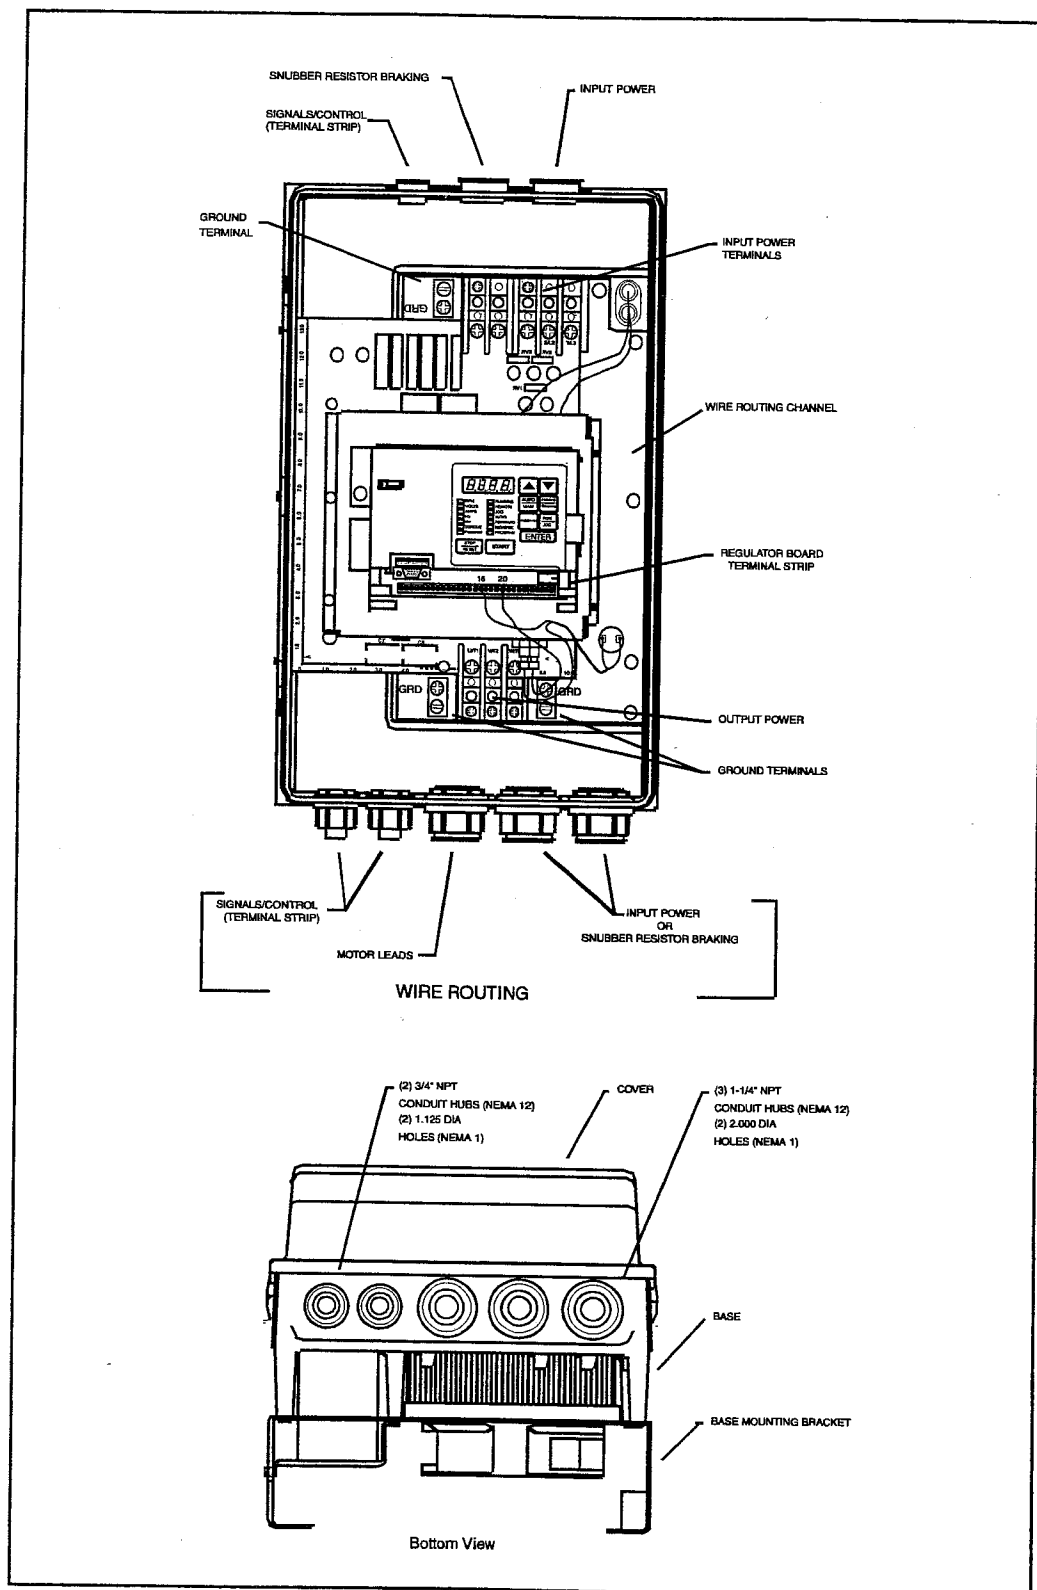 SNUBBER RESISTOR BRAKING
INPUT POWER
SIGNALS/CONTROL
(TERMINAL STRIP)
GROUND
TERMINAL
INPUT POWER
TERMINALS
GRD
WIRE ROUTING CHANNEL
8.8.8.8.
ENTER
START
REGULATOR BOARD
TERMINAL STRIP
16 20
GRD
GRD
OUTPUT POWER
GROUND TERMINALS
SIGNALS/CONTROL
(TERMINAL STRIP)
INPUT POWER
OR
SNUBBER RESISTOR BRAKING
MOTOR LEADS
WIRE ROUTING
(2) 3/4" NPT
CONDUIT HUBS (NEMA 12)
(2) 1.125 DIA
HOLES (NEMA 1)
COVER
(3) 1-1/4" NPT
CONDUIT HUBS (NEMA 12)
(2) 2.000 DIA
HOLES (NEMA 1)
BASE
BASE MOUNTING BRACKET
Bottom View